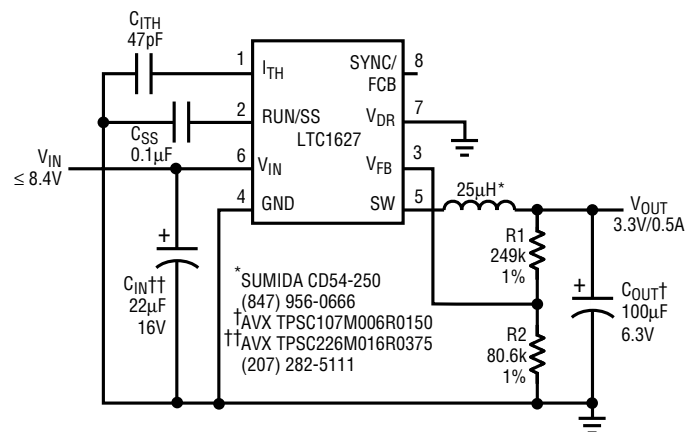 C_ITH
47pF
1
I_TH
SYNC/
FCB
8
2
RUN/SS
LTC1627
V_DR
7
C_SS
0.1µF
V_IN
≤ 8.4V
6
V_IN
V_FB
3
4
GND
SW
5
25µH*
V_OUT
3.3V/0.5A
R1
249k
1%
+
C_IN††
22µF
16V
*SUMIDA CD54-250
(847) 956-0666
†AVX TPSC107M006R0150
††AVX TPSC226M016R0375
(207) 282-5111
+
C_OUT†
100µF
6.3V
R2
80.6k
1%